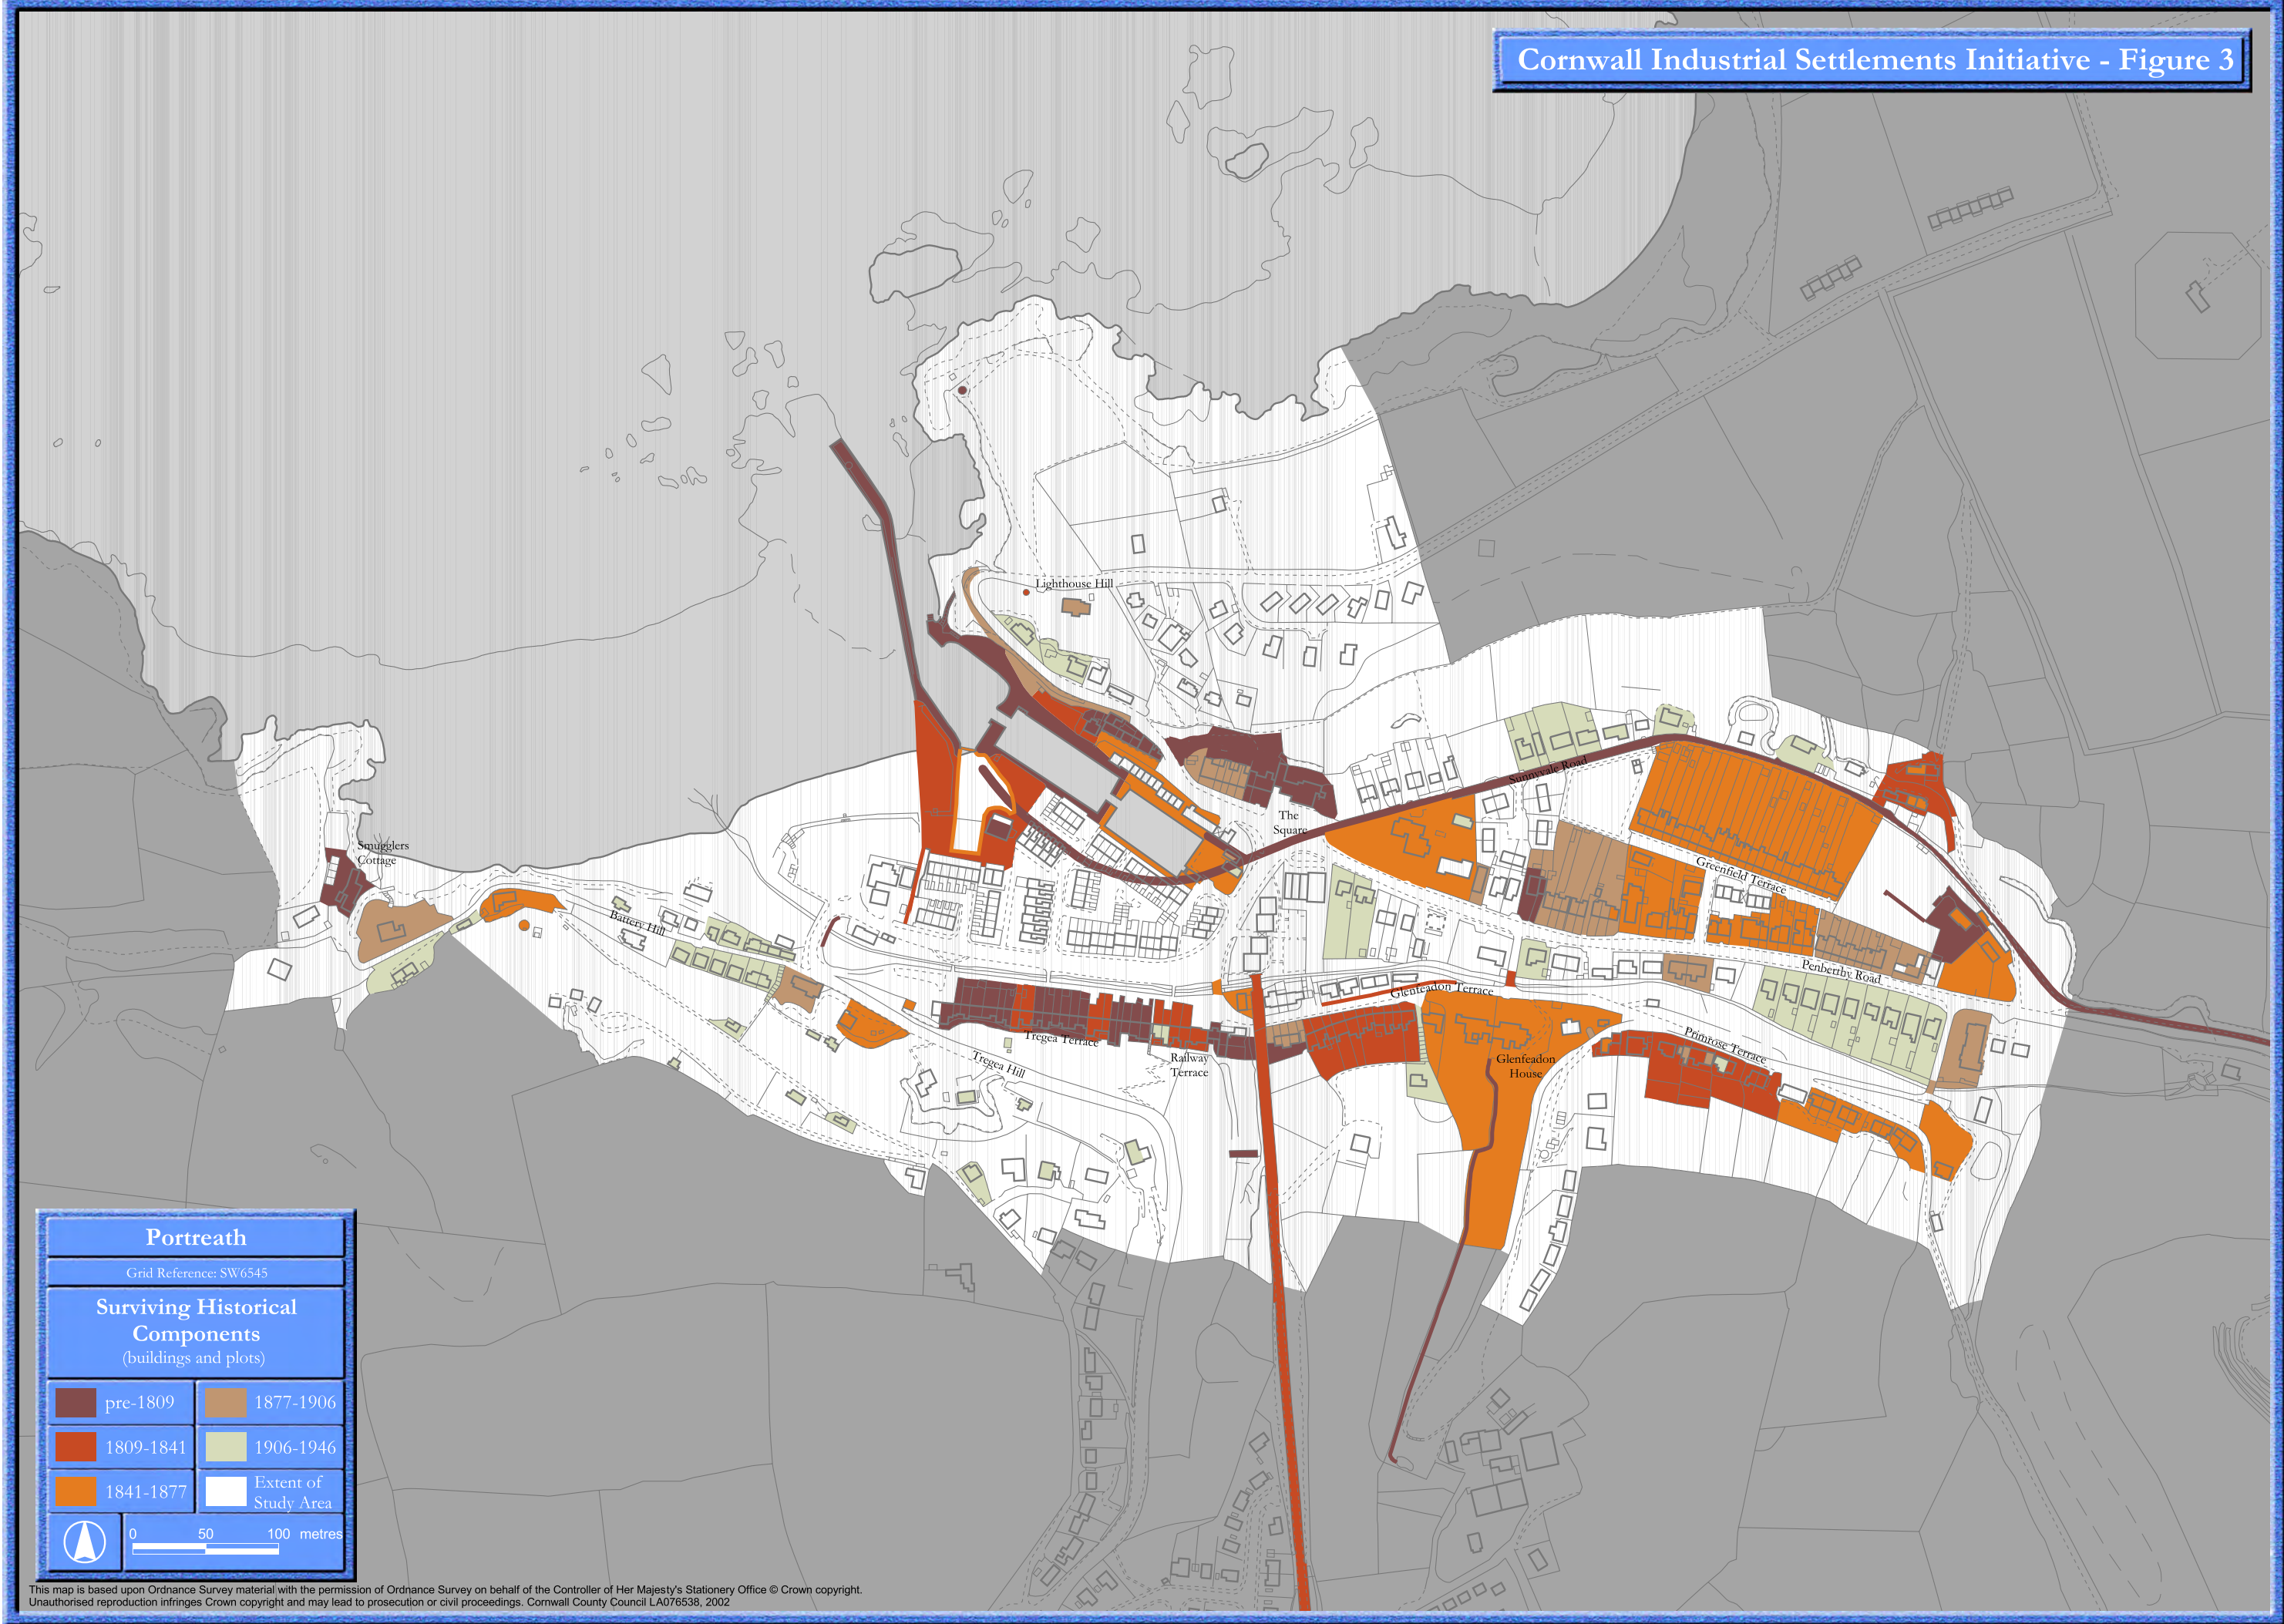 Cornwall Industrial Settlements Initiative - Figure 3
Lighthouse Hill
Sunnyvale Road
The
Square
Smugglers
Cottage
Greenfield Terrace
Battery Hill
Penberthy Road
Glenfeadon Terrace
Tregea Terrace
Primrose Terrace
Railway
Terrace
Tregea Hill
Glenfeadon
House
Portreath
Grid Reference: SW6545
Surviving Historical
Components
(buildings and plots)
pre-1809
1877-1906
1809-1841
1906-1946
1841-1877
Extent of
Study Area
0 50 100 metres
This map is based upon Ordnance Survey material with the permission of Ordnance Survey on behalf of the Controller of Her Majesty's Stationery Office © Crown copyright.
Unauthorised reproduction infringes Crown copyright and may lead to prosecution or civil proceedings. Cornwall County Council LA076538, 2002